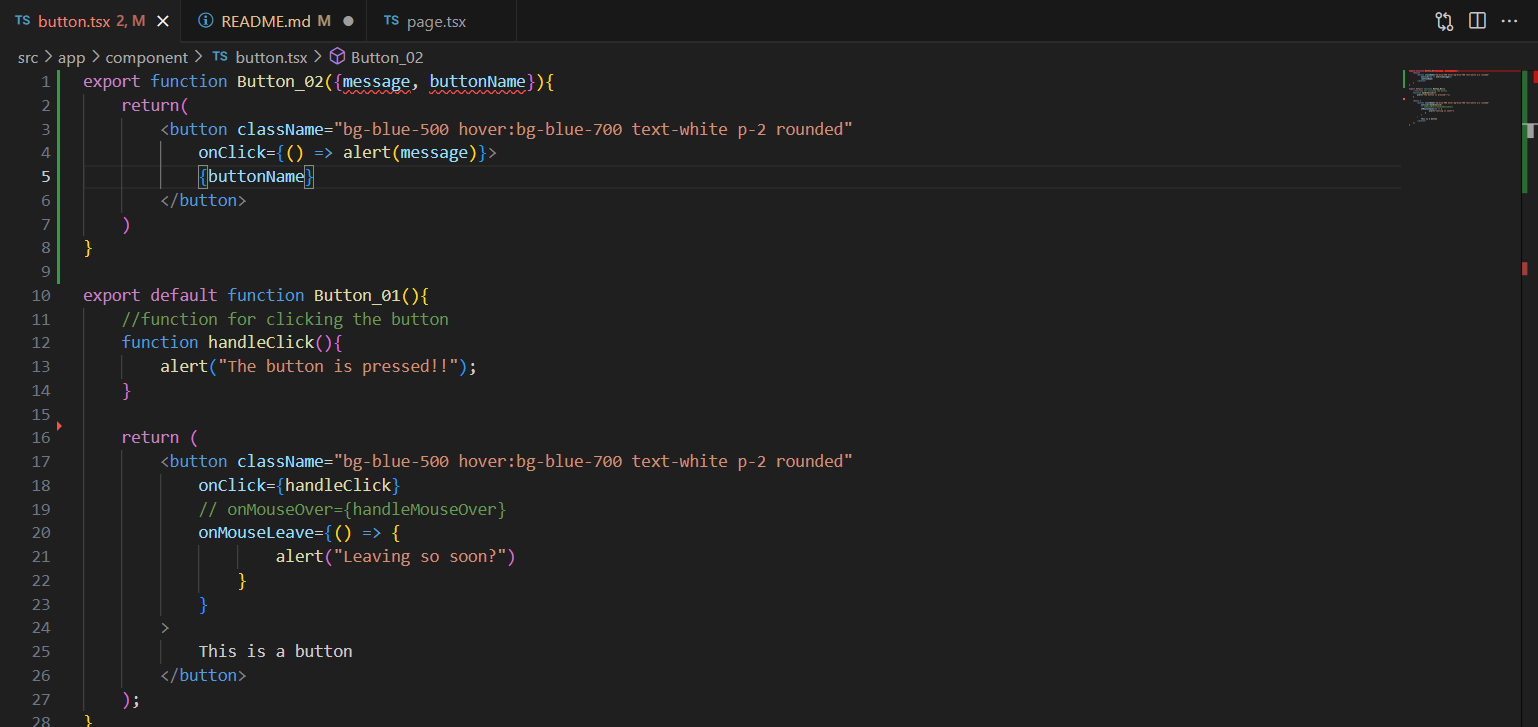 TS button.tsx 2, M × README.md M ● TS page.tsx ...
src > app > component > TS button.tsx > Button_02
1 export function Button_02({message, buttonName}){
2     return(
3         <button className="bg-blue-500 hover:bg-blue-700 text-white p-2 rounded"
4             onClick={() => alert(message)}>
5             {buttonName}
6         </button>
7     )
8 }
9
10 export default function Button_01(){
11     //function for clicking the button
12     function handleClick(){
13         alert("The button is pressed!!");
14     }
15
16     return (
17         <button className="bg-blue-500 hover:bg-blue-700 text-white p-2 rounded"
18             onClick={handleClick}
19             // onMouseOver={handleMouseOver}
20             onMouseLeave={() => {
21                     alert("Leaving so soon?")
22                 }
23             }
24         >
25             This is a button
26         </button>
27     );
28 }